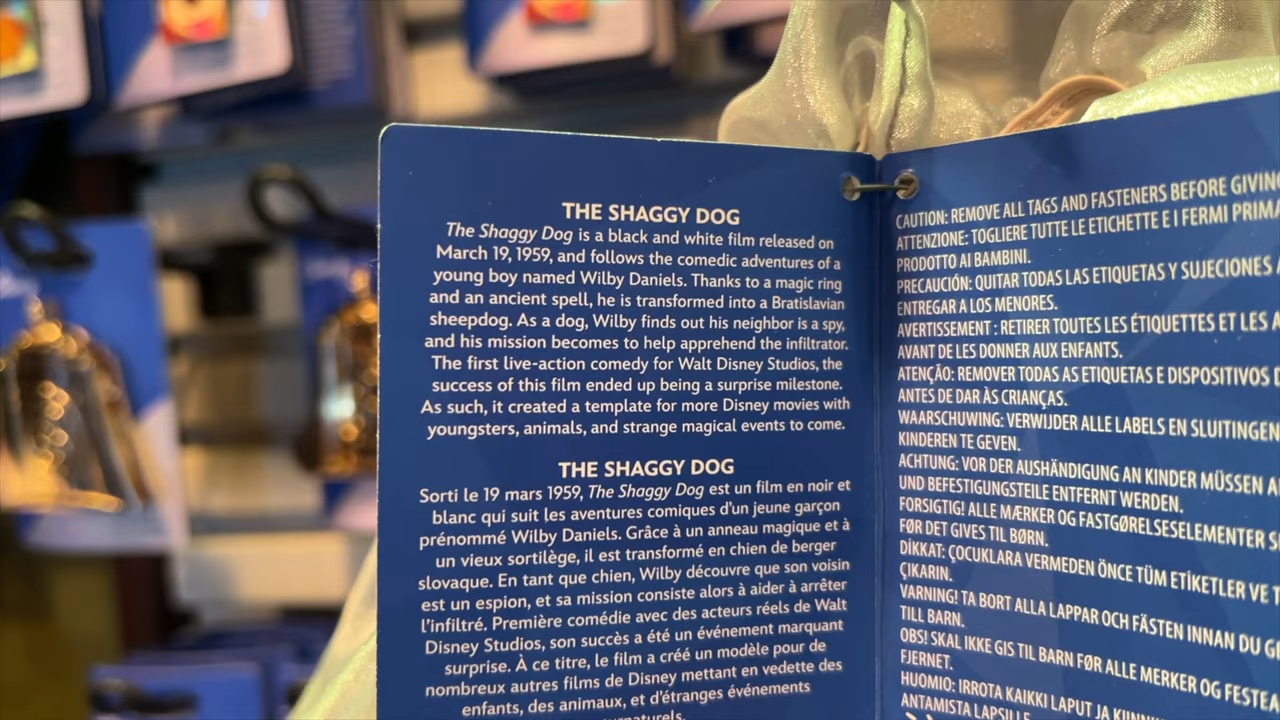 THE SHAGGY DOG
The Shaggy Dog is a black and white film released on
March 19, 1959, and follows the comedic adventures of a
young boy named Wilby Daniels. Thanks to a magic ring
and an ancient spell, he is transformed into a Bratislavian
sheepdog. As a dog, Wilby finds out his neighbor is a spy,
and his mission becomes to help apprehend the infiltrator.
The first live-action comedy for Walt Disney Studios, the
success of this film ended up being a surprise milestone.
As such, it created a template for more Disney movies with
youngsters, animals, and strange magical events to come.
THE SHAGGY DOG
Sorti le 19 mars 1959, The Shaggy Dog est un film en noir et
blanc qui suit les aventures comiques d'un jeune garçon
prénommé Wilby Daniels. Grâce à un anneau magique et à
un vieux sortilège, il est transformé en chien de berger
slovaque. En tant que chien, Wilby découvre que son voisin
est un espion, et sa mission consiste alors à aider à arrêter
l'infiltré. Première comédie avec des acteurs réels de Walt
Disney Studios, son succès a été un événement marquant
surprise. À ce titre, le film a créé un modèle pour de
nombreux autres films de Disney mettant en vedette des
enfants, des animaux, et d'étranges événements
CAUTION: REMOVE ALL TAGS AND FASTENERS BEFORE GIVING
ATTENZIONE: TOGLIERE TUTTE LE ETICHETTE E I FERMI PRIMA
PRODOTTO AI BAMBINI.
PRECAUCIÓN: QUITAR TODAS LAS ETIQUETAS Y SUJECIONES
ENTREGAR A LOS MENORES.
AVERTISSEMENT : RETIRER TOUTES LES ÉTIQUETTES ET LES
AVANT DE LES DONNER AUX ENFANTS.
ATENÇÃO: REMOVER TODAS AS ETIQUETAS E DISPOSITIVOS
ANTES DE DAR ÀS CRIANÇAS.
WAARSCHUWING: VERWIJDER ALLE LABELS EN SLUITINGEN
KINDEREN TE GEVEN.
ACHTUNG: VOR DER AUSHÄNDIGUNG AN KINDER MÜSSEN
UND BEFESTIGUNGSTEILE ENTFERNT WERDEN.
FORSIGTIG! ALLE MÆRKER OG FASTGØRELSESELEMENTER
FØR DET GIVES TIL BØRN.
DİKKAT: ÇOCUKLARA VERMEDEN ÖNCE TÜM ETİKETLER VE
ÇIKARIN.
VARNING! TA BORT ALLA LAPPAR OCH FÄSTEN INNAN DU
TILL BARN.
OBS! SKAL IKKE GIS TIL BARN FØR ALLE MERKER OG
FJERNET.
HUOMIO: IRROTA KAIKKI LAPUT JA
ANTAMISTA LAPSILLE